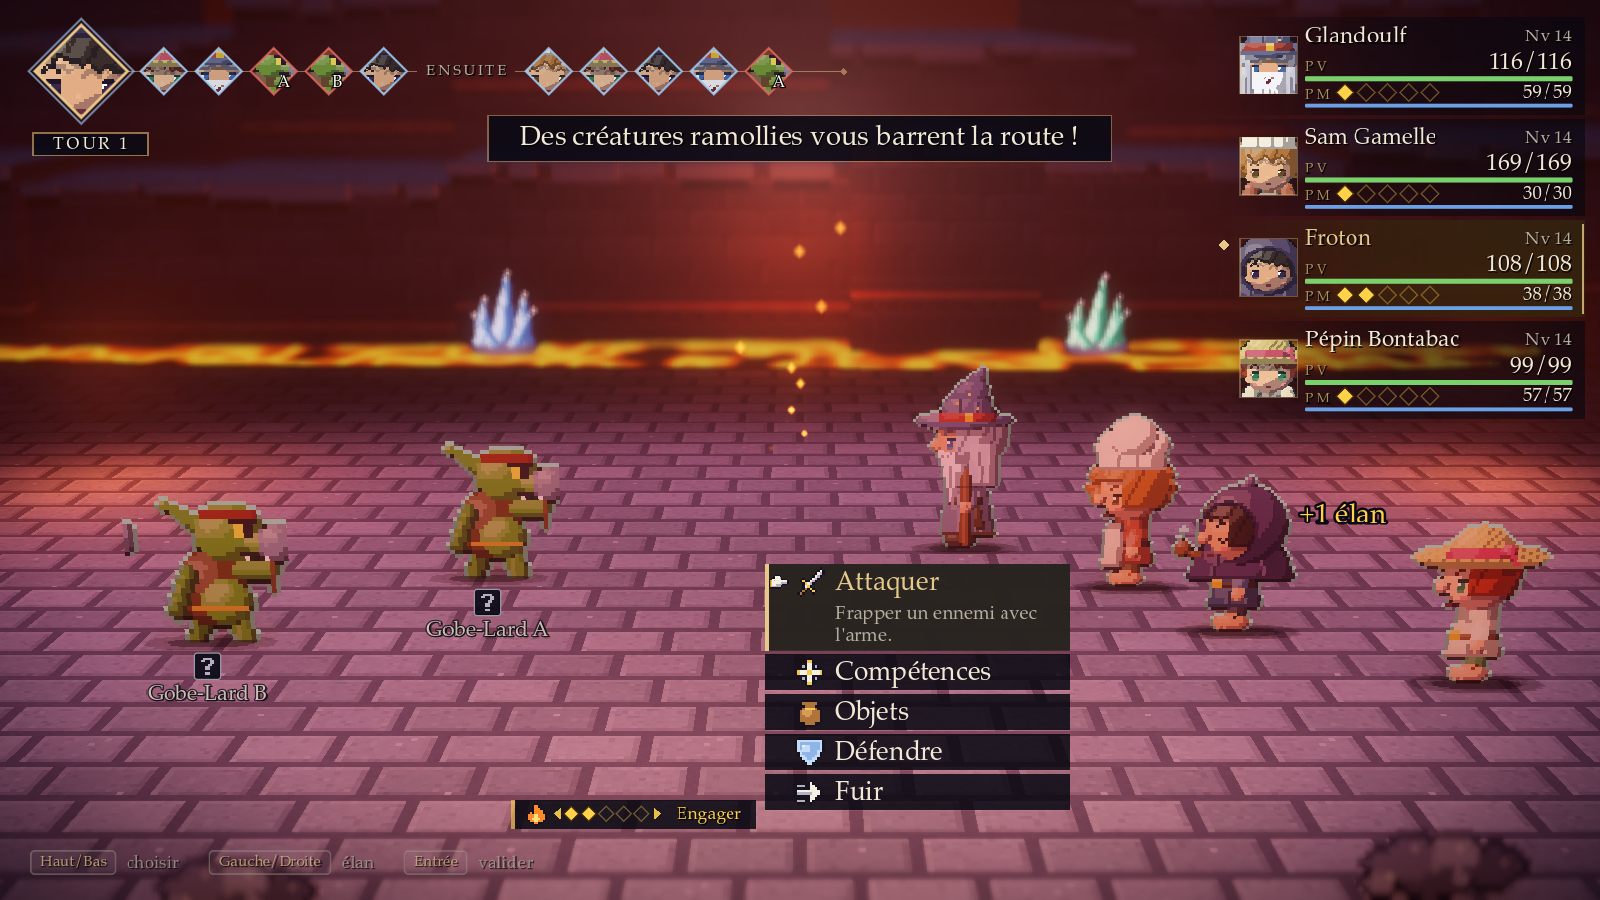 A
B
ENSUITE
A
TOUR 1
Des créatures ramollies vous barrent la route !
Glandoulf
Nv 14
PV
116/116
PM
59/59
Sam Gamelle
Nv 14
PV
169/169
PM
30/30
Froton
Nv 14
PV
108/108
PM
38/38
Pépin Bontabac
Nv 14
PV
99/99
PM
57/57
+1 élan
?
Gobe-Lard A
?
Gobe-Lard B
Attaquer
Frapper un ennemi avec
l'arme.
Compétences
Objets
Défendre
Fuir
Engager
Haut/Bas choisir Gauche/Droite élan Entrée valider